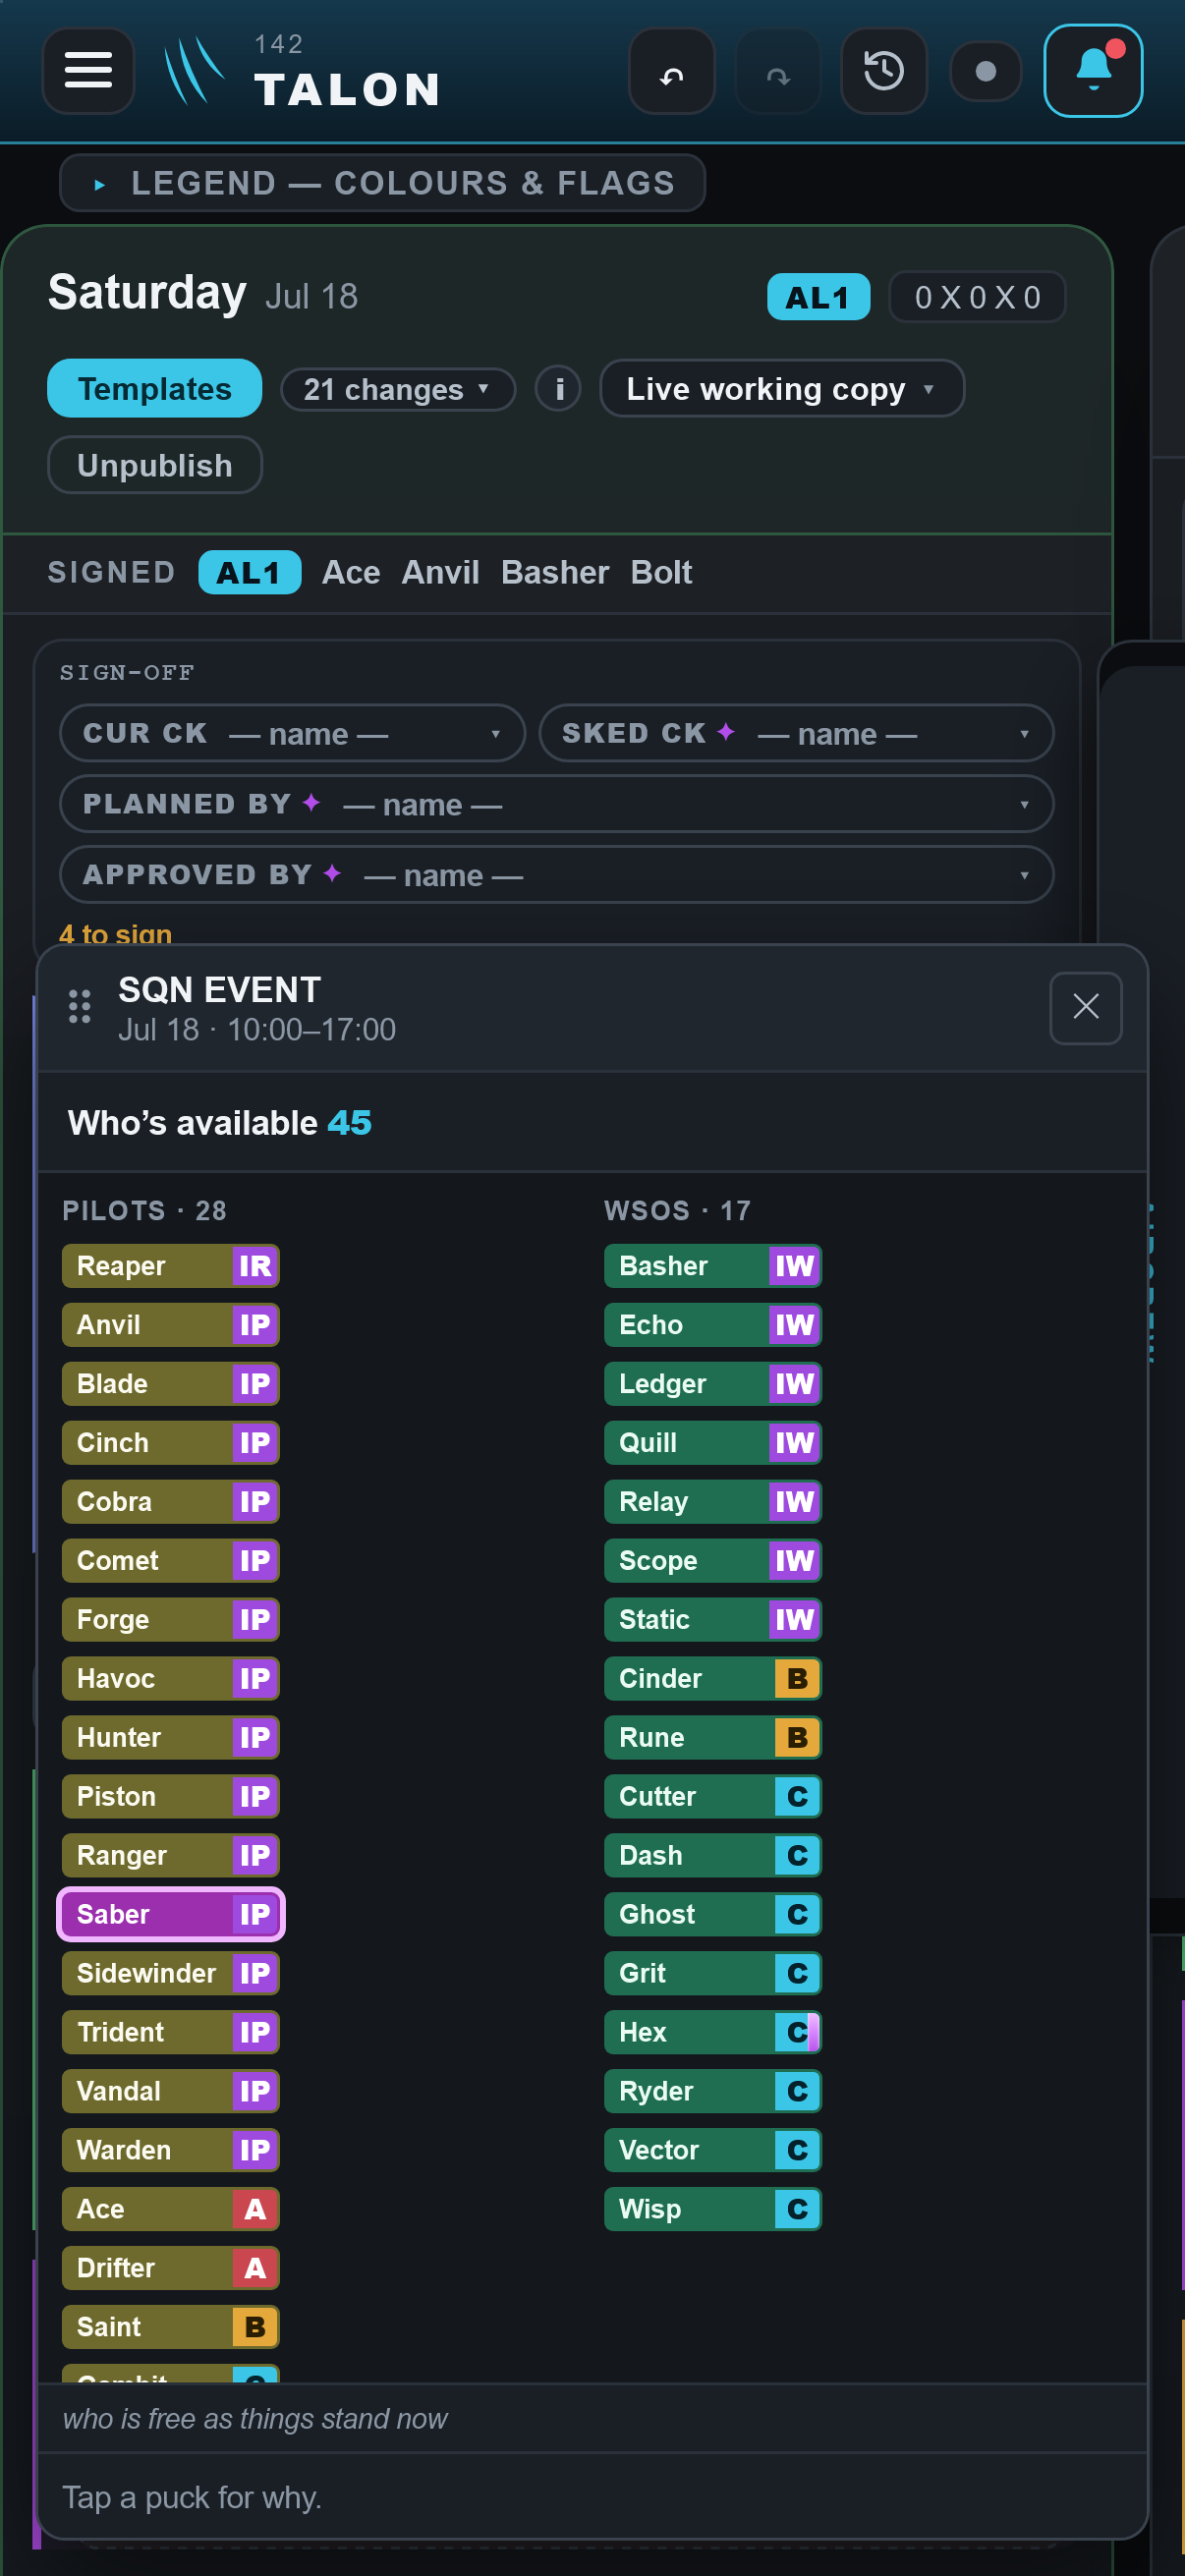 142
TALON
▸ LEGEND — COLOURS & FLAGS
Saturday Jul 18 AL1 0 X 0 X 0
Templates 21 changes ▾ i Live working copy ▾
Unpublish
SIGNED AL1 Ace Anvil Basher Bolt
SIGN-OFF
CUR CK — name — ▾ SKED CK ✦ — name — ▾
PLANNED BY ✦ — name — ▾
APPROVED BY ✦ — name — ▾
4 to sign
SQN EVENT
Jul 18 · 10:00–17:00
Who’s available 45
PILOTS · 28
Reaper IR
Anvil IP
Blade IP
Cinch IP
Cobra IP
Comet IP
Forge IP
Havoc IP
Hunter IP
Piston IP
Ranger IP
Saber IP
Sidewinder IP
Trident IP
Vandal IP
Warden IP
Ace A
Drifter A
Saint B
WSOS · 17
Basher IW
Echo IW
Ledger IW
Quill IW
Relay IW
Scope IW
Static IW
Cinder B
Rune B
Cutter C
Dash C
Ghost C
Grit C
Hex C
Ryder C
Vector C
Wisp C
who is free as things stand now
Tap a puck for why.